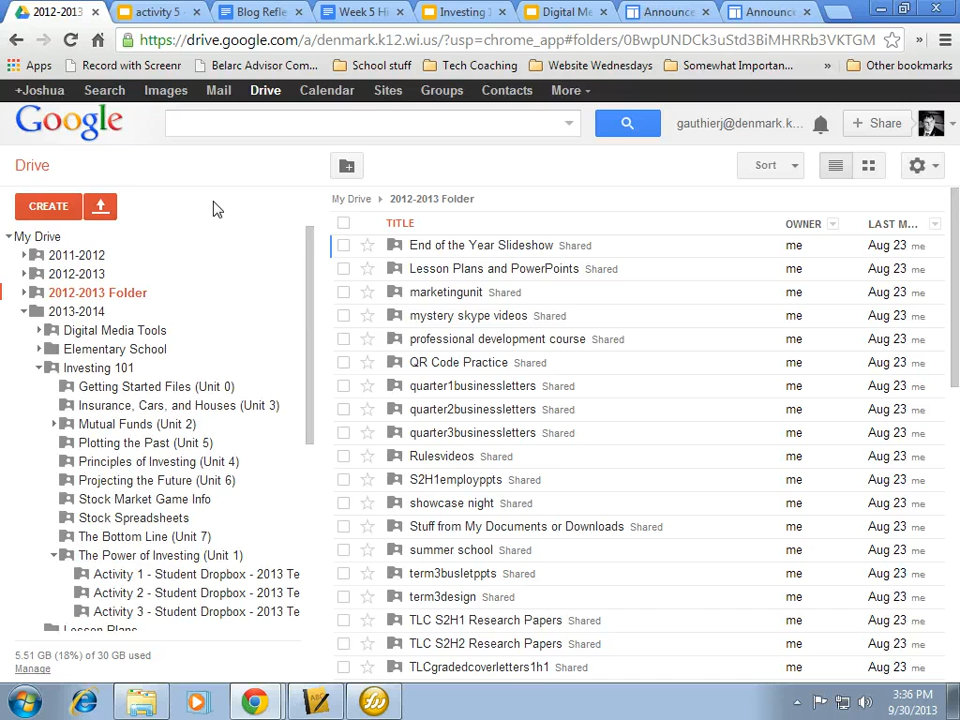 2012-2013
activity 5 -
Blog Refle
Week 5 Hi
Investing 1
Digital Me
Announce
Announc
https://drive.google.com/a/denmark.k12.wi.us/?usp=chrome_app#folders/0BwpUNDCk3uStd3BiMHRRb3VKTGM
Apps
Record with Screenr
Belarc Advisor Com...
School stuff
Tech Coaching
Website Wednesdays
Somewhat Importan...
Other bookmarks
+Joshua
Search
Images
Mail
Drive
Calendar
Sites
Groups
Contacts
More
Google
gauthierj@denmark.k...
+ Share
Drive
Sort
CREATE
My Drive
2011-2012
2012-2013
2012-2013 Folder
2013-2014
Digital Media Tools
Elementary School
Investing 101
Getting Started Files (Unit 0)
Insurance, Cars, and Houses (Unit 3)
Mutual Funds (Unit 2)
Plotting the Past (Unit 5)
Principles of Investing (Unit 4)
Projecting the Future (Unit 6)
Stock Market Game Info
Stock Spreadsheets
The Bottom Line (Unit 7)
The Power of Investing (Unit 1)
Activity 1 - Student Dropbox - 2013 Te
Activity 2 - Student Dropbox - 2013 Te
Activity 3 - Student Dropbox - 2013 Te
Lesson Plans
5.51 GB (18%) of 30 GB used
Manage
My Drive 2012-2013 Folder
TITLE OWNER LAST M...
End of the Year Slideshow Shared me Aug 23 me
Lesson Plans and PowerPoints Shared me Aug 23 me
marketingunit Shared me Aug 23 me
mystery skype videos Shared me Aug 23 me
professional development course Shared me Aug 23 me
QR Code Practice Shared me Aug 23 me
quarter1businessletters Shared me Aug 23 me
quarter2businessletters Shared me Aug 23 me
quarter3businessletters Shared me Aug 23 me
Rulesvideos Shared me Aug 23 me
S2H1employppts Shared me Aug 23 me
showcase night Shared me Aug 23 me
Stuff from My Documents or Downloads Shared me Aug 23 me
summer school Shared me Aug 23 me
term3busletppts Shared me Aug 23 me
term3design Shared me Aug 23 me
TLC S2H1 Research Papers Shared me Aug 23 me
TLC S2H2 Research Papers Shared me Aug 23 me
TLCgradedcoverletters1h1 Shared me Aug 23 me
3:36 PM
9/30/2013